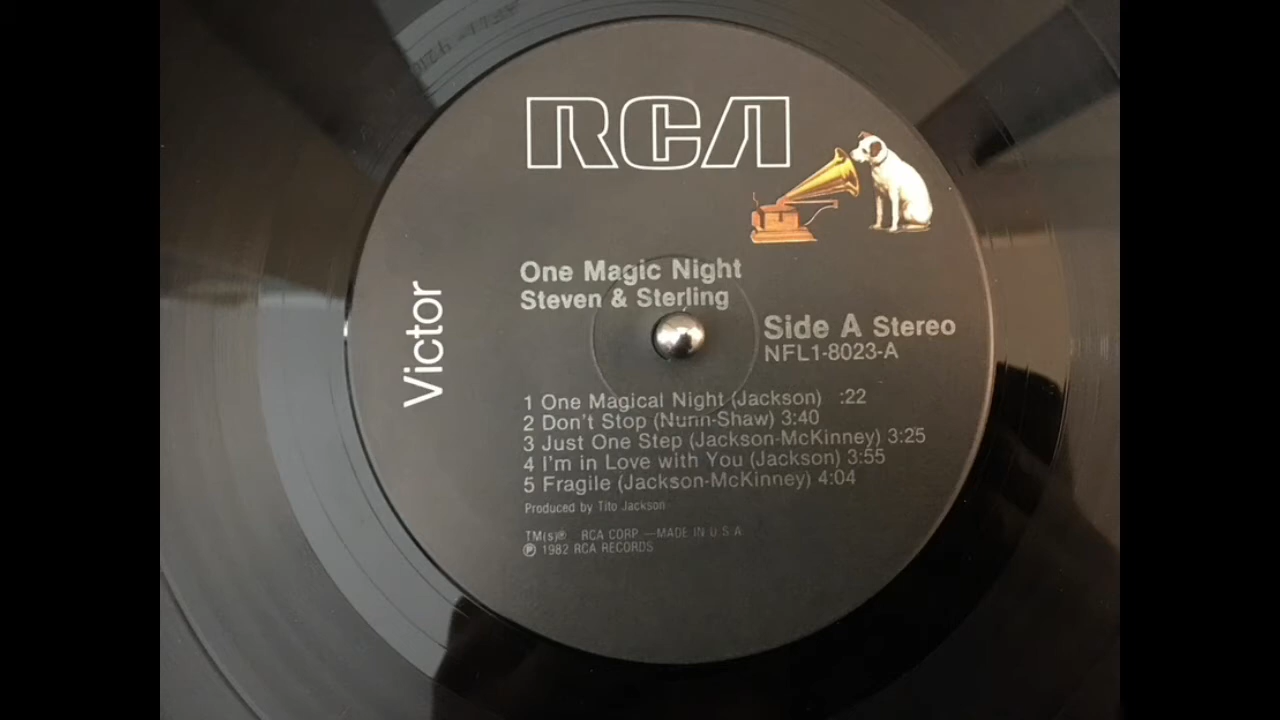 RCA
Victor
One Magic Night
Steven & Sterling
Side A Stereo
NFL1-8023-A
1 One Magical Night (Jackson) :22
2 Don't Stop (Nunn-Shaw) 3:40
3 Just One Step (Jackson-McKinney) 3:25
4 I'm in Love with You (Jackson) 3:55
5 Fragile (Jackson-McKinney) 4:04
Produced by Tito Jackson
TM(s)® RCA CORP.—MADE IN U.S.A.
℗ 1982 RCA RECORDS